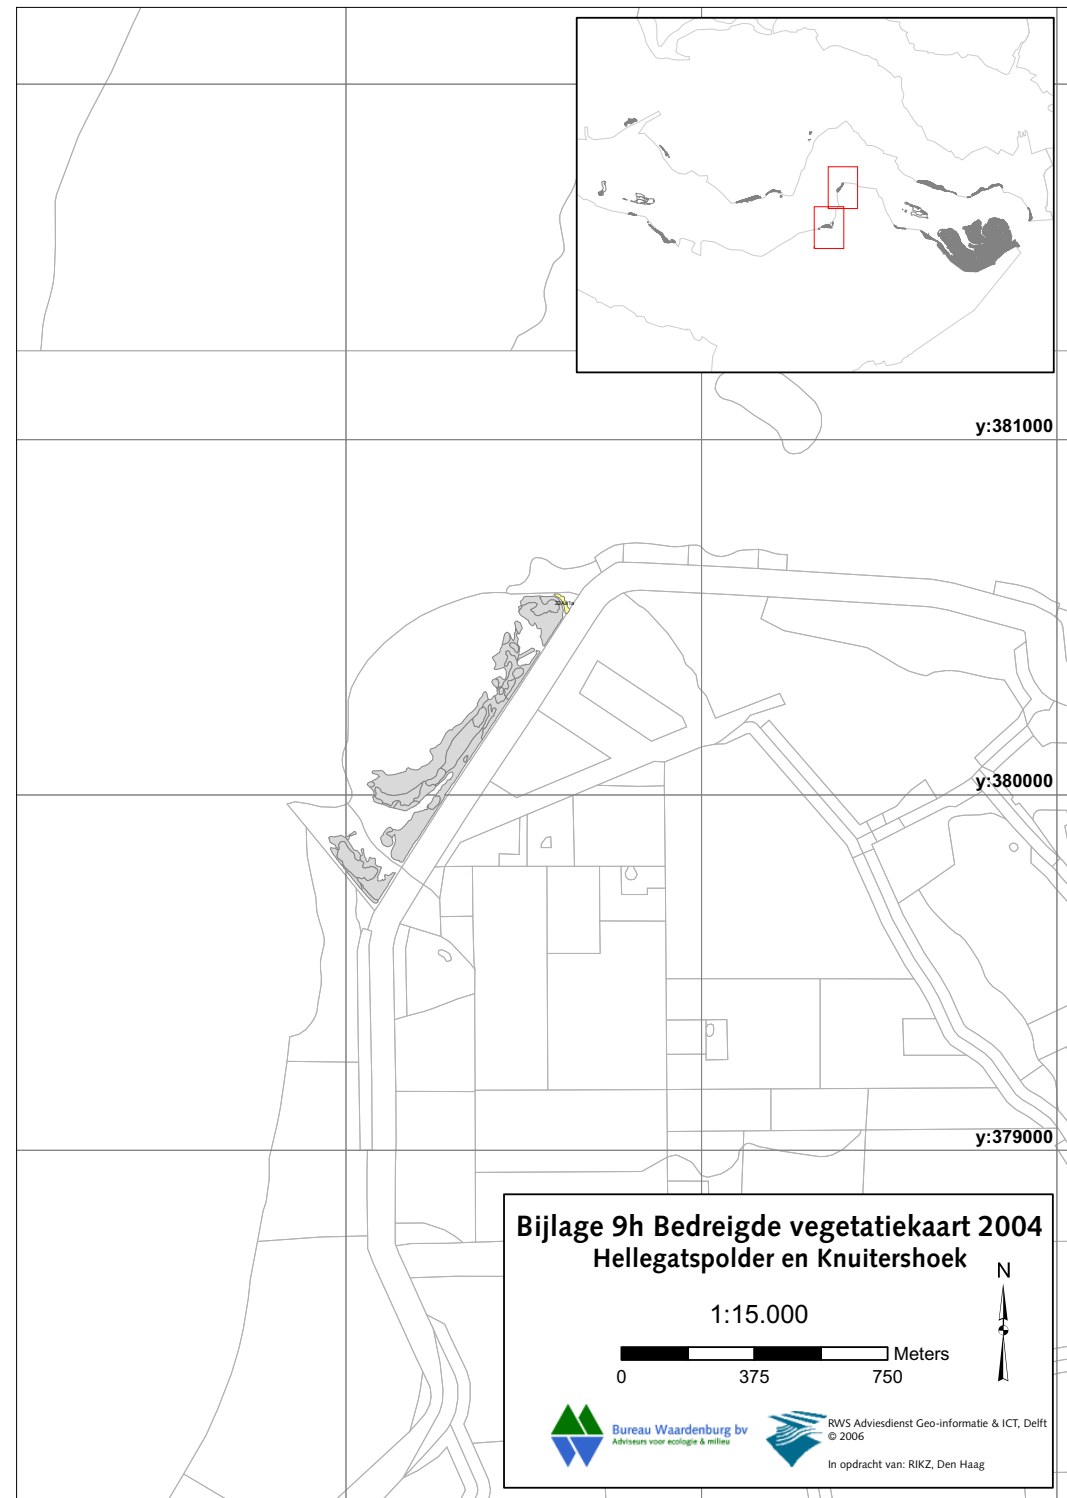 y:381000
y:380000
y:379000
Bijlage 9h Bedreigde vegetatiekaart 2004
Hellegatspolder en Knuitershoek
N
1:15.000
Meters
0 375 750
Bureau Waardenburg bv
Adviseurs voor ecologie & milieu
RWS Adviesdienst Geo-informatie & ICT, Delft
© 2006
In opdracht van: RIKZ, Den Haag